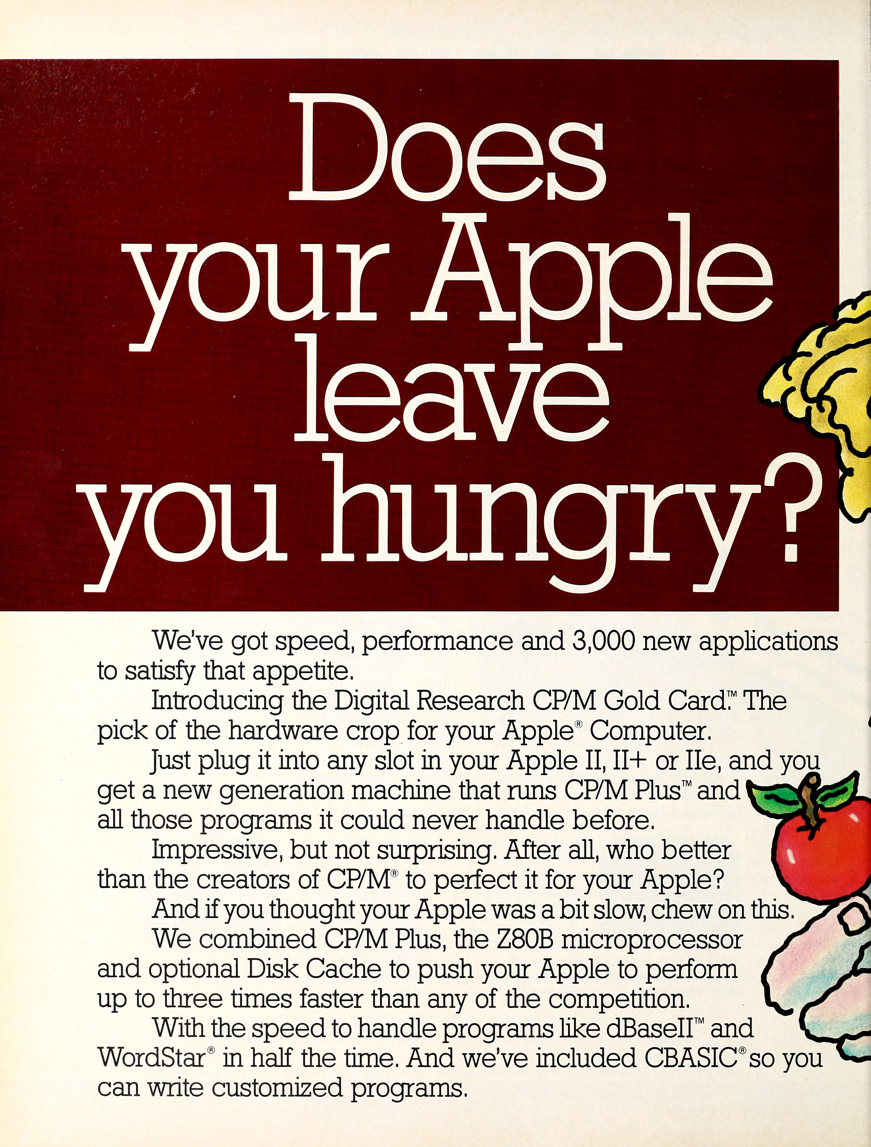 Does
your Apple
leave
you hungry?
We've got speed, performance and 3,000 new applications
to satisfy that appetite.
Introducing the Digital Research CP/M Gold Card.™ The
pick of the hardware crop for your Apple® Computer.
Just plug it into any slot in your Apple II, II+ or IIe, and you
get a new generation machine that runs CP/M Plus™ and
all those programs it could never handle before.
Impressive, but not surprising. After all, who better
than the creators of CP/M® to perfect it for your Apple?
And if you thought your Apple was a bit slow, chew on this.
We combined CP/M Plus, the Z80B microprocessor
and optional Disk Cache to push your Apple to perform
up to three times faster than any of the competition.
With the speed to handle programs like dBaseII™ and
WordStar® in half the time. And we've included CBASIC® so you
can write customized programs.